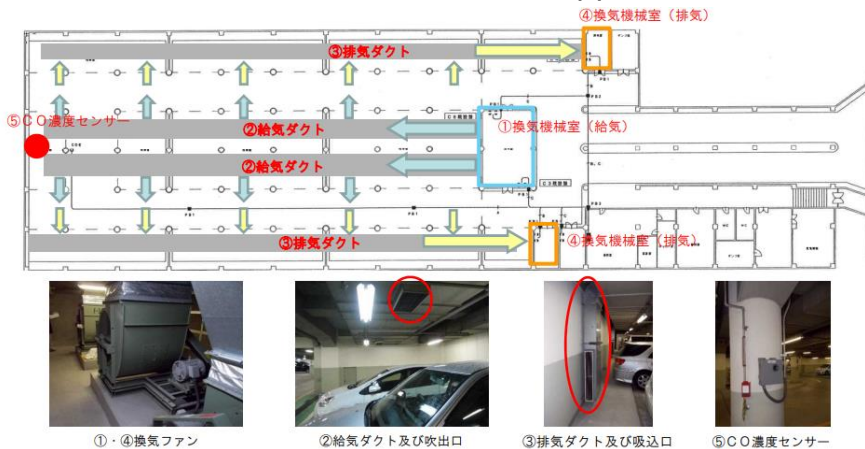 ④換気機械室（排気）
③排気ダクト
⑤ＣＯ濃度センサー
②給気ダクト
①換気機械室（給気）
②給気ダクト
③排気ダクト
④換気機械室（排気）
①・④換気ファン
②給気ダクト及び吹出口
③排気ダクト及び吸込口
⑤ＣＯ濃度センサー